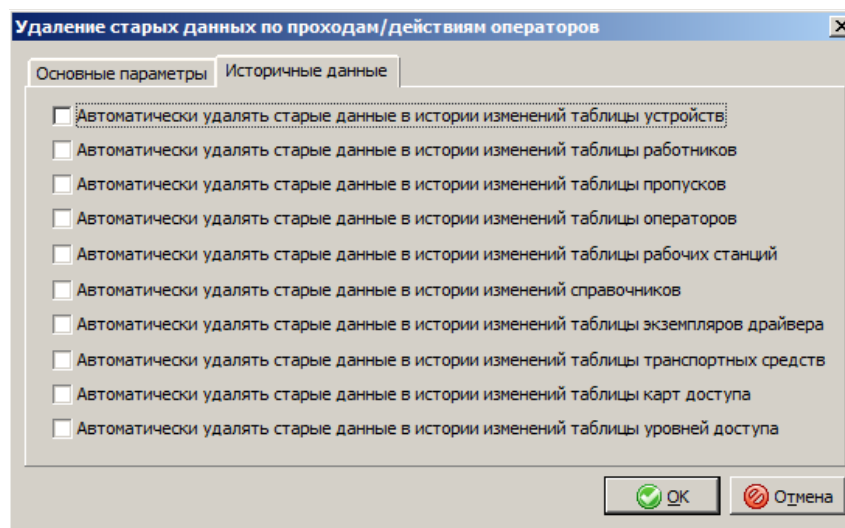 Удаление старых данных по проходам/действиям операторов
Основные параметры Историчные данные
Автоматически удалять старые данные в истории изменений таблицы устройств
Автоматически удалять старые данные в истории изменений таблицы работников
Автоматически удалять старые данные в истории изменений таблицы пропусков
Автоматически удалять старые данные в истории изменений таблицы операторов
Автоматически удалять старые данные в истории изменений таблицы рабочих станций
Автоматически удалять старые данные в истории изменений справочников
Автоматически удалять старые данные в истории изменений таблицы экземпляров драйвера
Автоматически удалять старые данные в истории изменений таблицы транспортных средств
Автоматически удалять старые данные в истории изменений таблицы карт доступа
Автоматически удалять старые данные в истории изменений таблицы уровней доступа
OK Отмена